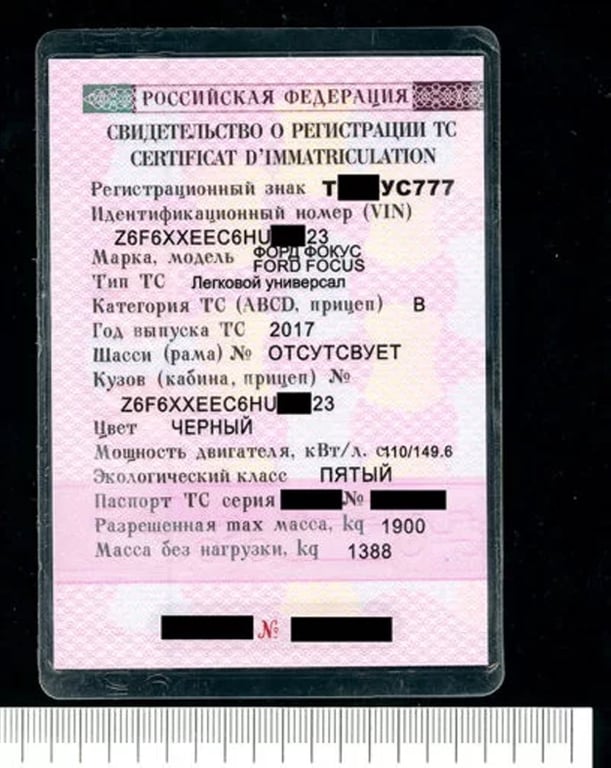 РОССИЙСКАЯ ФЕДЕРАЦИЯ
СВИДЕТЕЛЬСТВО О РЕГИСТРАЦИИ ТС
CERTIFICAT D'IMMATRICULATION
Регистрационный знак Т УС777
Идентификационный номер (VIN)
Z6F6XXEEC6HU 23
Марка, модель ФОРД ФОКУС
FORD FOCUS
Тип ТС Легковой универсал
Категория ТС (ABCD, прицеп) В
Год выпуска ТС 2017
Шасси (рама) № ОТСУТСВУЕТ
Кузов (кабина, прицеп) №
Z6F6XXEEC6HU 23
Цвет ЧЕРНЫЙ
Мощность двигателя, кВт/л. с110/149.6
Экологический класс ПЯТЫЙ
Паспорт ТС серия №
Разрешенная max масса, kg 1900
Масса без нагрузки, kg 1388
№